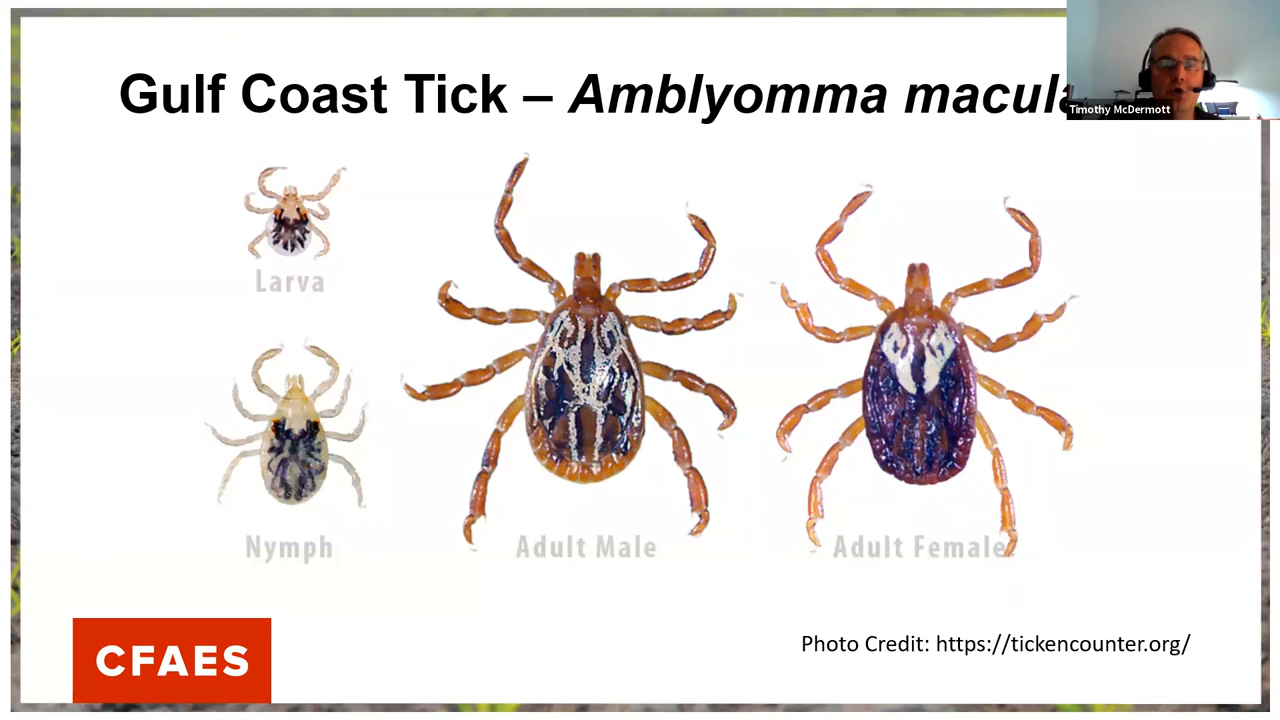 Gulf Coast Tick – Amblyomma macula
Timothy McDermott
Larva
Nymph
Adult Male
Adult Female
CFAES
Photo Credit: https://tickencounter.org/